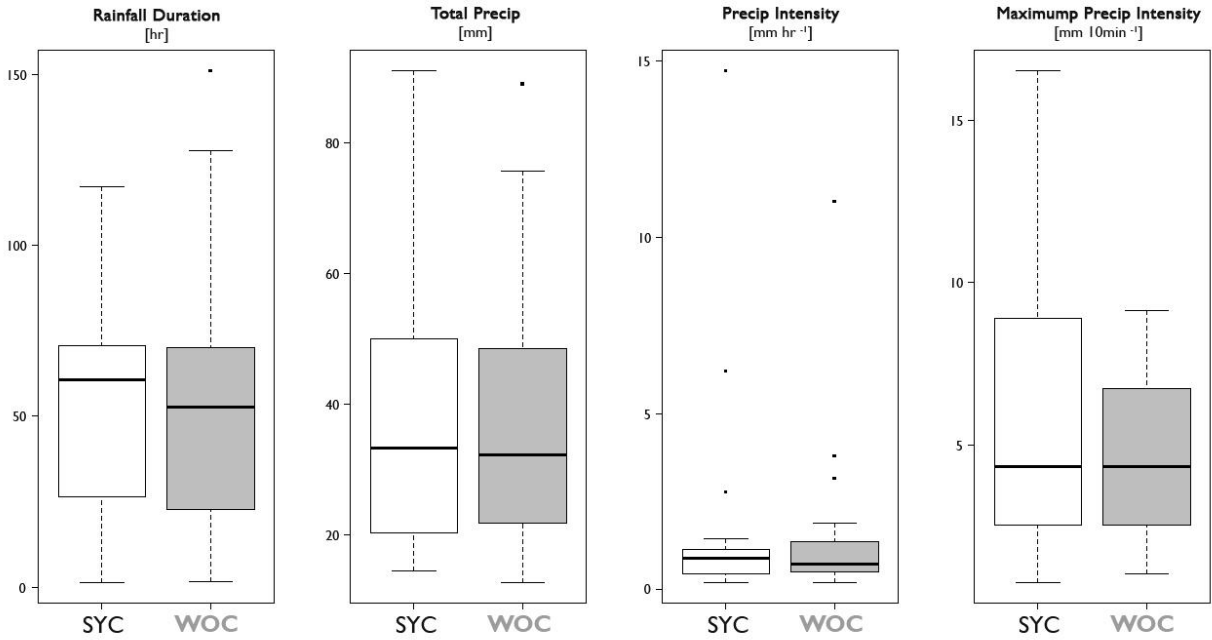 Rainfall Duration
[hr]
150
100
50
0
SYC WOC
Total Precip
[mm]
80
60
40
20
SYC WOC
Precip Intensity
[mm hr -1]
15
10
5
0
SYC WOC
Maximump Precip Intensity
[mm 10min -1]
15
10
5
SYC WOC